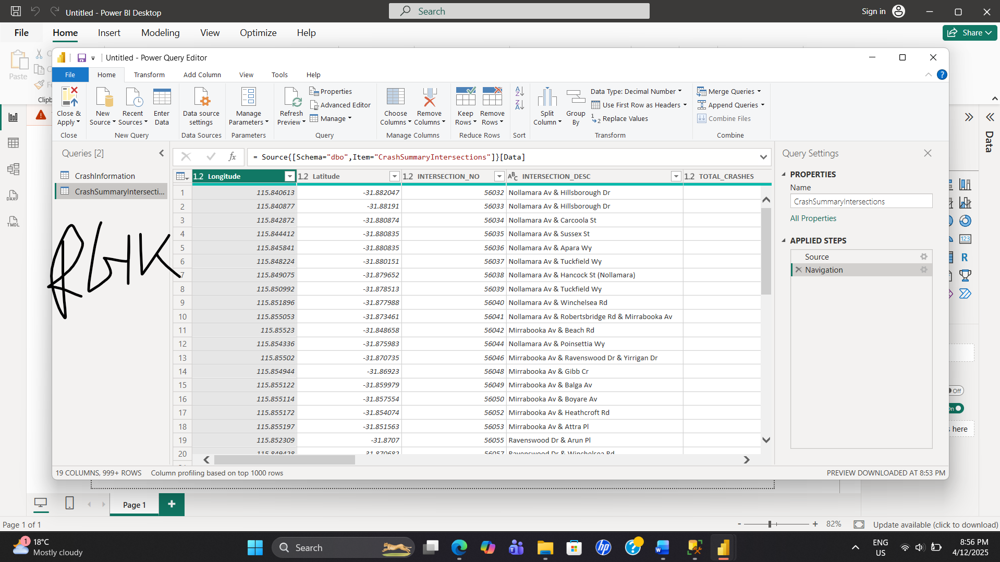 Untitled - Power BI Desktop
Search
Sign in
File Home Insert Modeling View Optimize Help
Share
Paste
Clipb
Untitled - Power Query Editor
File Home Transform Add Column View Tools Help
?
Close & Apply
New Source
Recent Sources
Enter Data
Data source settings
Manage Parameters
Refresh Preview
Properties
Advanced Editor
Manage
Choose Columns
Remove Columns
Keep Rows
Remove Rows
Split Column
Group By
Data Type: Decimal Number
Use First Row as Headers
Replace Values
Merge Queries
Append Queries
Combine Files
Close New Query Data Sources Parameters Query Manage Columns Reduce Rows Sort Transform Combine
Queries [2]
CrashInformation
CrashSummaryIntersecti...
fx = Source{[Schema="dbo",Item="CrashSummaryIntersections"]}[Data]
1.2 Longitude 1.2 Latitude 1.2 INTERSECTION_NO ABC INTERSECTION_DESC 1.2 TOTAL_CRASHES
1 115.840613 -31.882047 56032 Nollamara Av & Hillsborough Dr
2 115.840877 -31.88191 56033 Nollamara Av & Hillsborough Dr
3 115.842872 -31.880874 56034 Nollamara Av & Carcoola St
4 115.844412 -31.880835 56035 Nollamara Av & Sussex St
5 115.845841 -31.880835 56036 Nollamara Av & Apara Wy
6 115.848224 -31.880151 56037 Nollamara Av & Tuckfield Wy
7 115.849075 -31.879652 56038 Nollamara Av & Hancock St (Nollamara)
8 115.850992 -31.878513 56039 Nollamara Av & Tuckfield Wy
9 115.851896 -31.877988 56040 Nollamara Av & Winchelsea Rd
10 115.855053 -31.873461 56041 Nollamara Av & Robertsbridge Rd & Mirrabooka Av
11 115.85523 -31.848658 56042 Mirrabooka Av & Beach Rd
12 115.854336 -31.875983 56044 Nollamara Av & Poinsettia Wy
13 115.85502 -31.870735 56046 Mirrabooka Av & Ravenswood Dr & Yirrigan Dr
14 115.854944 -31.86923 56048 Mirrabooka Av & Gibb Cr
15 115.855122 -31.859979 56049 Mirrabooka Av & Balga Av
16 115.855114 -31.857554 56050 Mirrabooka Av & Boyare Av
17 115.855172 -31.854074 56052 Mirrabooka Av & Heathcroft Rd
18 115.855197 -31.851563 56053 Mirrabooka Av & Attra Pl
19 115.852309 -31.8707 56055 Ravenswood Dr & Arun Pl
20 115.849428 -31.870682 56057 Ravenswood Dr & Winchelsea Rd
Query Settings
PROPERTIES
Name
CrashSummaryIntersections
All Properties
APPLIED STEPS
Source
Navigation
Data
DAX
TMDL
123
R
Off
On
s here
19 COLUMNS, 999+ ROWS Column profiling based on top 1000 rows PREVIEW DOWNLOADED AT 8:53 PM
Page 1
Page 1 of 1
- + 82% Update available (click to download)
1 18°C
Mostly cloudy
Search
ENG
US
8:56 PM
4/12/2025